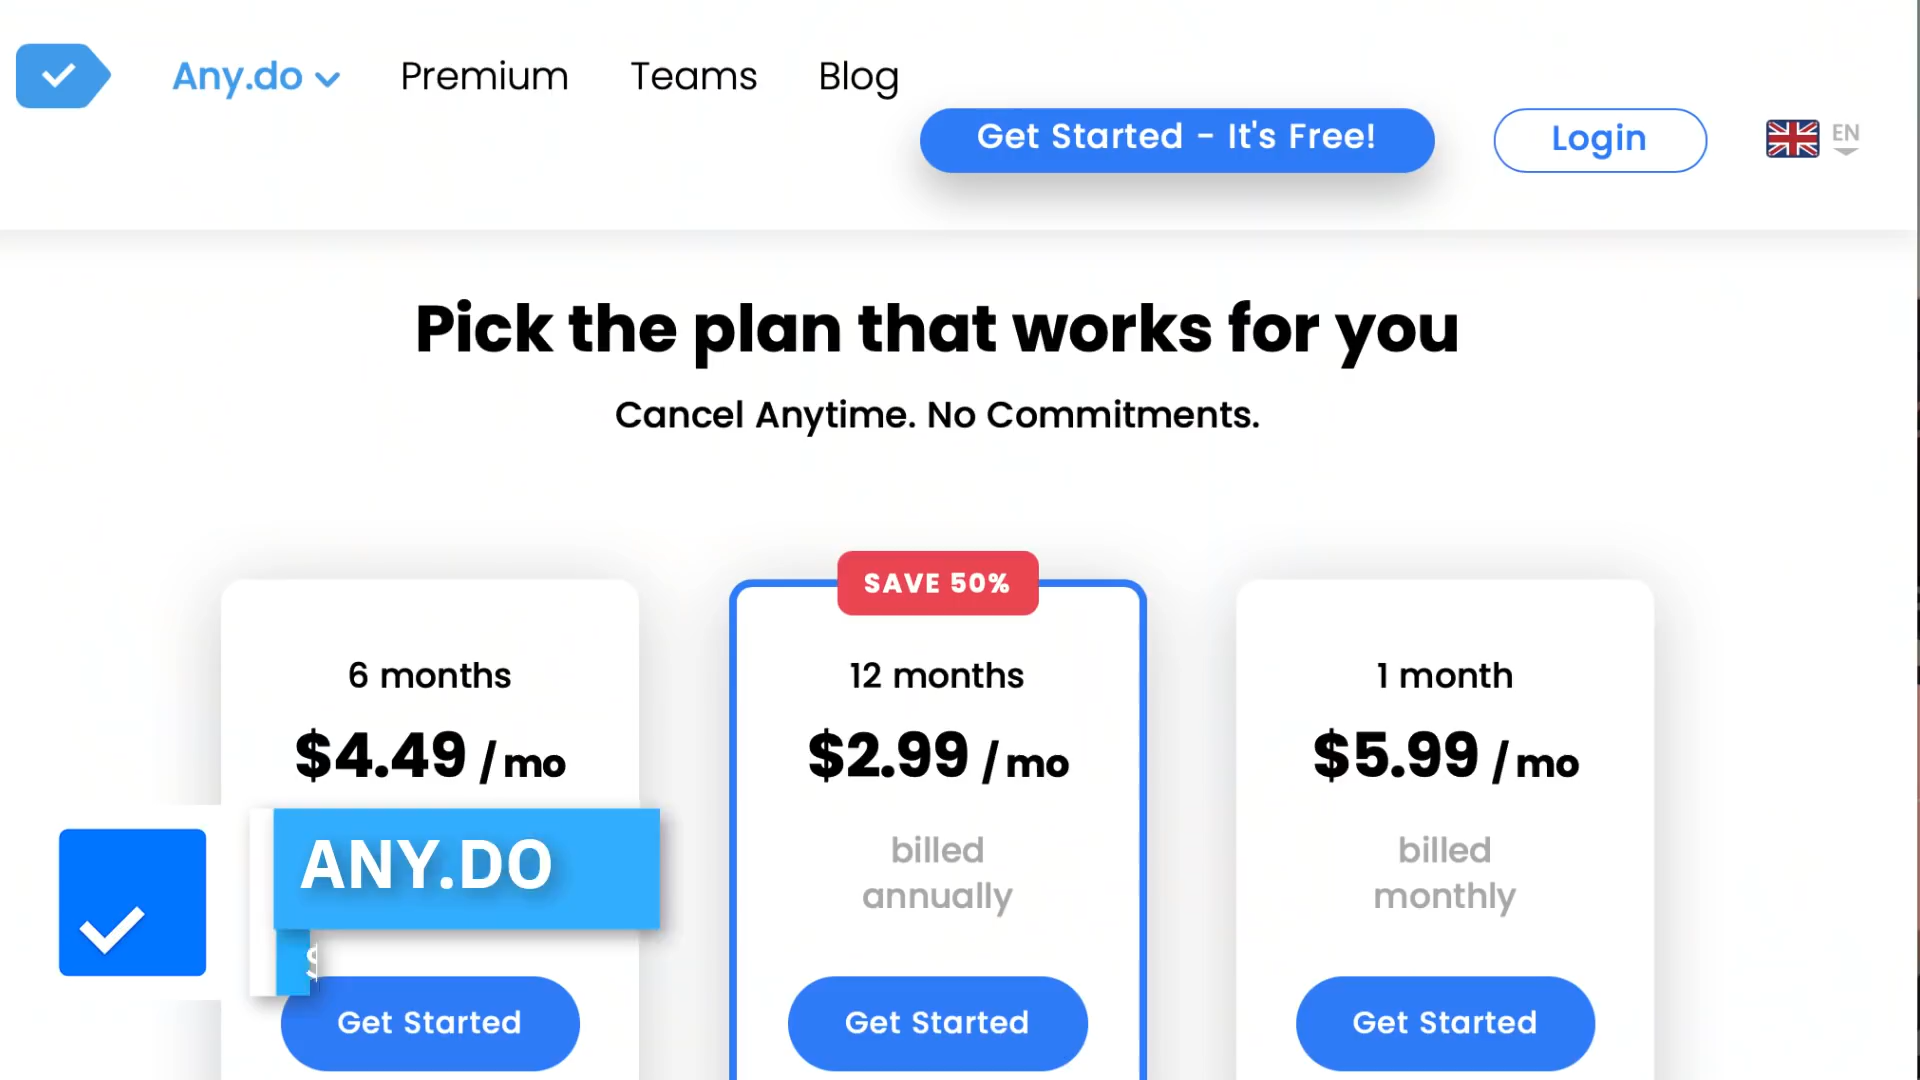 Any.do
Premium
Teams
Blog
Get Started - It's Free!
Login
EN
Pick the plan that works for you
Cancel Anytime. No Commitments.
SAVE 50%
6 months
$4.49 / mo
12 months
$2.99 / mo
billed
annually
1 month
$5.99 / mo
billed
monthly
ANY.DO
$
Get Started
Get Started
Get Started